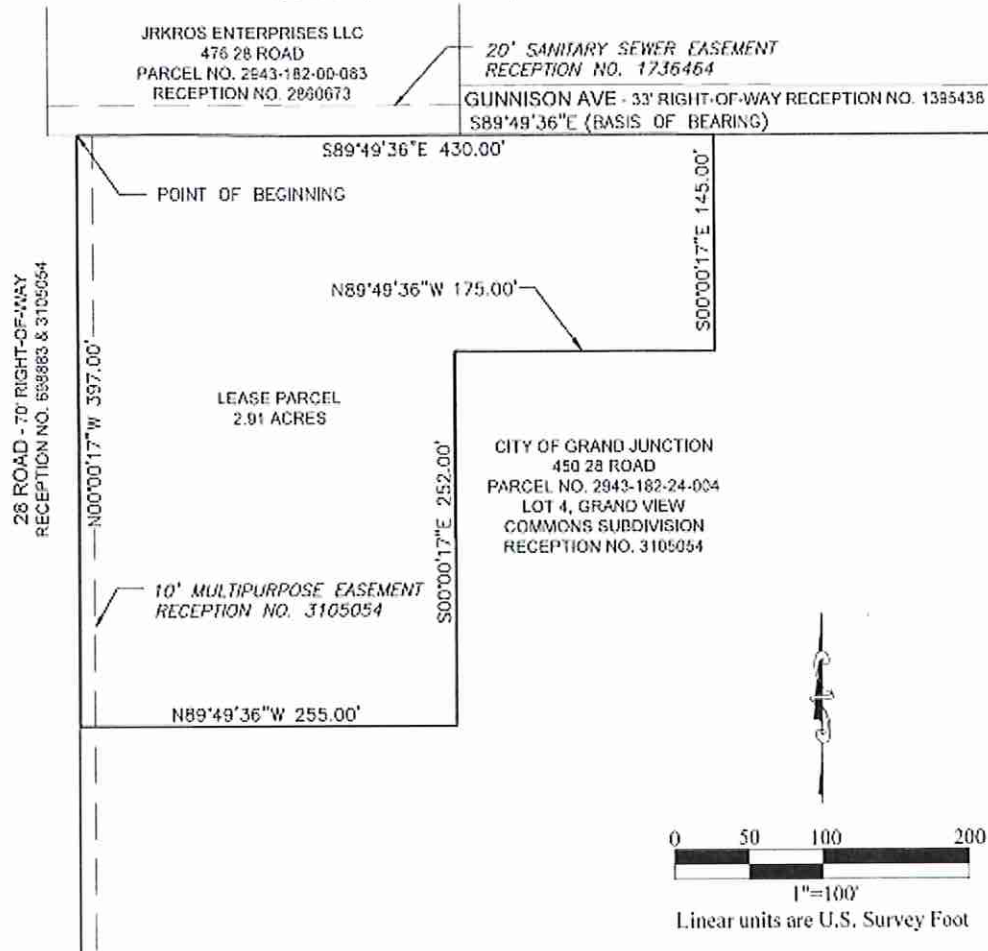 JRKROS ENTERPRISES LLC
476 28 ROAD
PARCEL NO. 2943-182-00-083
RECEPTION NO. 2860673
20' SANITARY SEWER EASEMENT
RECEPTION NO. 1736464
GUNNISON AVE - 33' RIGHT-OF-WAY RECEPTION NO. 1395438
S89°49'36"E (BASIS OF BEARING)
S89°49'36"E 430.00'
POINT OF BEGINNING
S00°00'17"E 145.00'
N89°49'36"W 175.00'
28 ROAD - 70' RIGHT-OF-WAY
RECEPTION NO. 698883 & 3105054
N00°00'17"W 397.00'
LEASE PARCEL
2.91 ACRES
S00°00'17"E 252.00'
CITY OF GRAND JUNCTION
450 28 ROAD
PARCEL NO. 2943-182-24-004
LOT 4, GRAND VIEW
COMMONS SUBDIVISION
RECEPTION NO. 3105054
10' MULTIPURPOSE EASEMENT
RECEPTION NO. 3105054
N89°49'36"W 255.00'
0 50 100 200
1"=100'
Linear units are U.S. Survey Foot